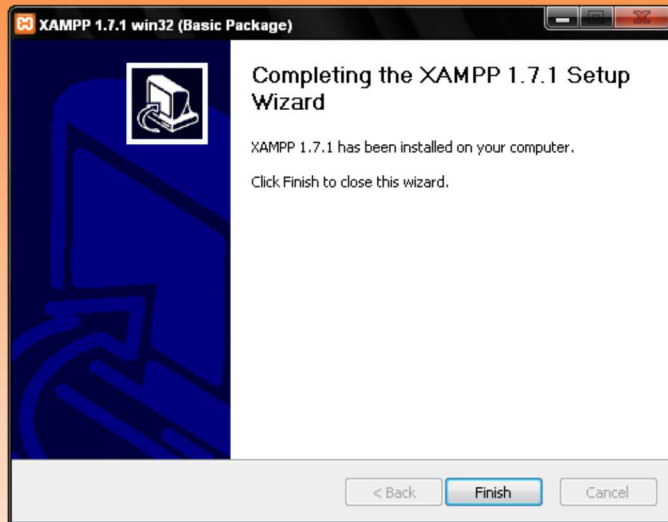 XAMPP 1.7.1 win32 (Basic Package)
Completing the XAMPP 1.7.1 Setup
Wizard
XAMPP 1.7.1 has been installed on your computer.
Click Finish to close this wizard.
< Back
Finish
Cancel